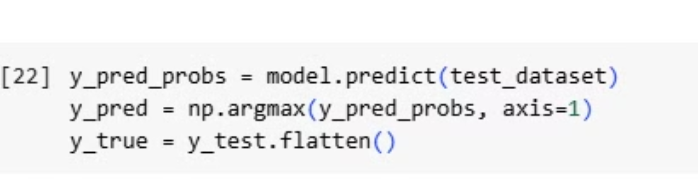 [22] y_pred_probs = model.predict(test_dataset)
y_pred = np.argmax(y_pred_probs, axis=1)
y_true = y_test.flatten()